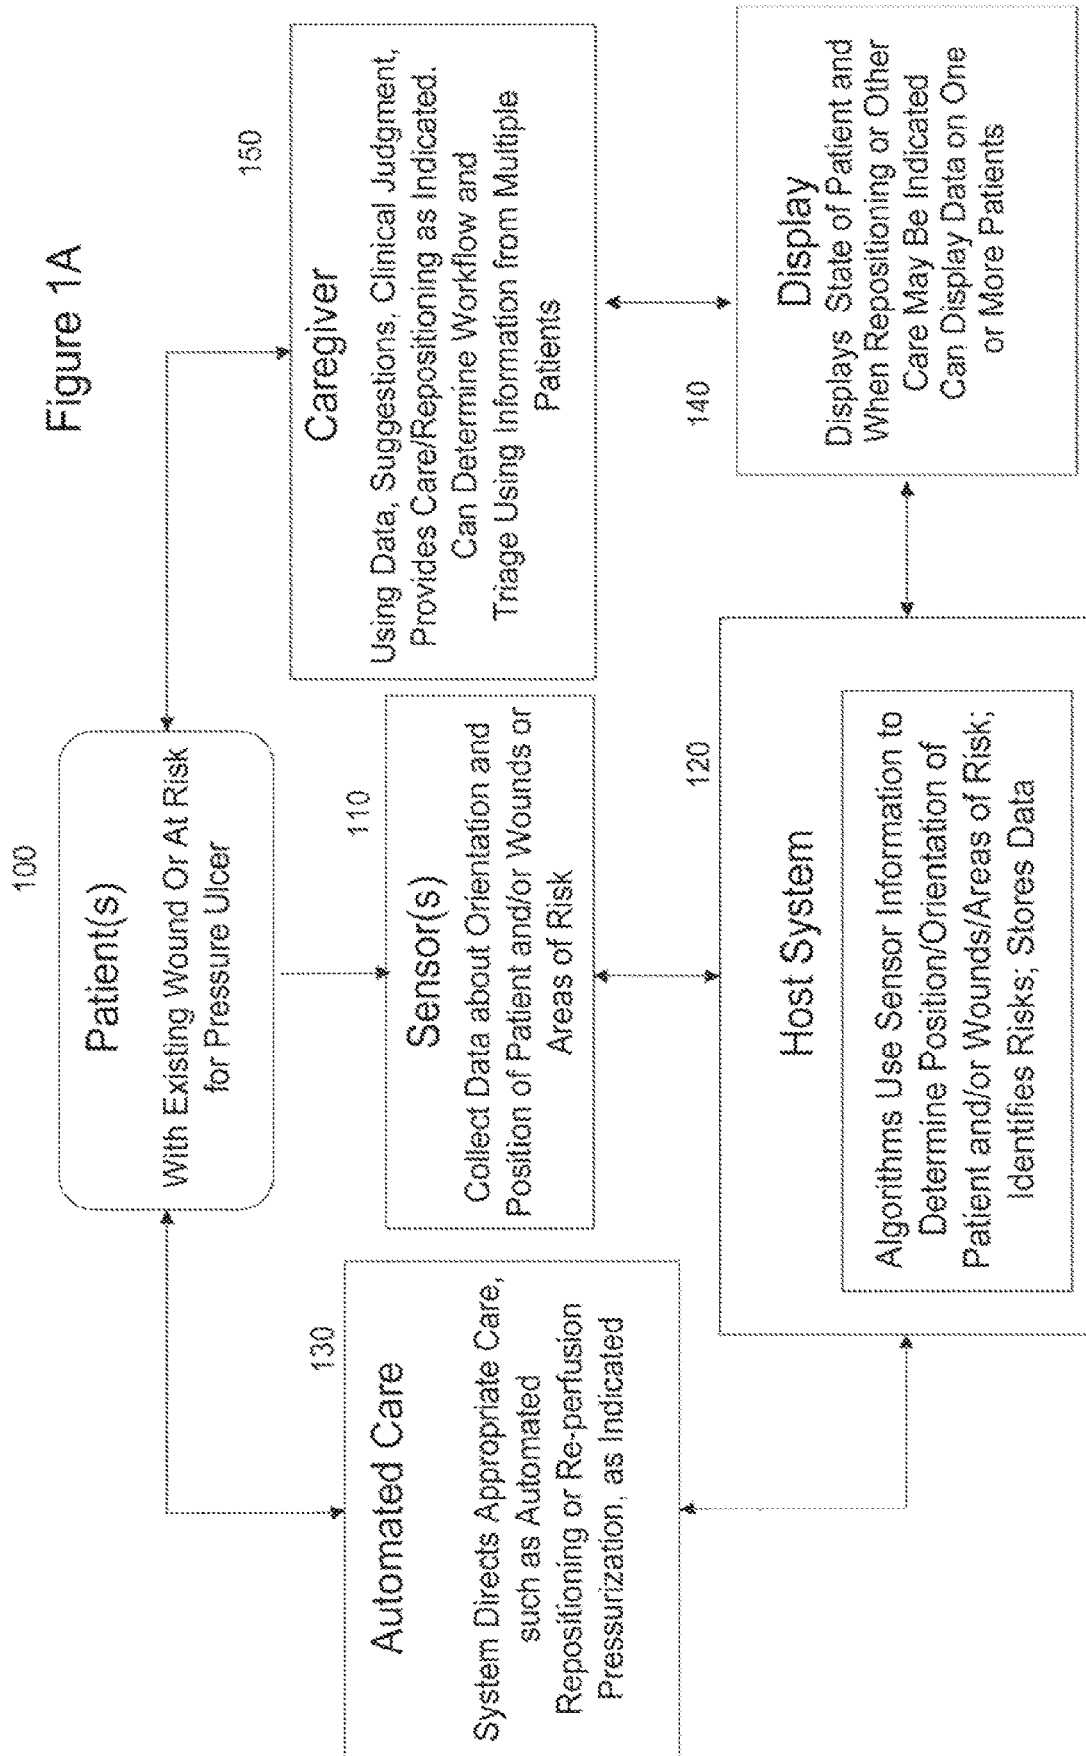 Figure 1A
100
Patient(s)
With Existing Wound Or At Risk
for Pressure Ulcer
130
Automated Care
System Directs Appropriate Care,
such as Automated
Repositioning or Re-perfusion
Pressurization, as Indicated
110
Sensor(s)
Collect Data about Orientation and
Position of Patient and/or Wounds or
Areas of Risk
150
Caregiver
Using Data, Suggestions, Clinical Judgment,
Provides Care/Repositioning as Indicated.
Can Determine Workflow and
Triage Using Information from Multiple
Patients
120
Host System
Algorithms Use Sensor Information to
Determine Position/Orientation of
Patient and/or Wounds/Areas of Risk;
Identifies Risks; Stores Data
140
Display
Displays State of Patient and
When Repositioning or Other
Care May Be Indicated
Can Display Data on One
or More Patients